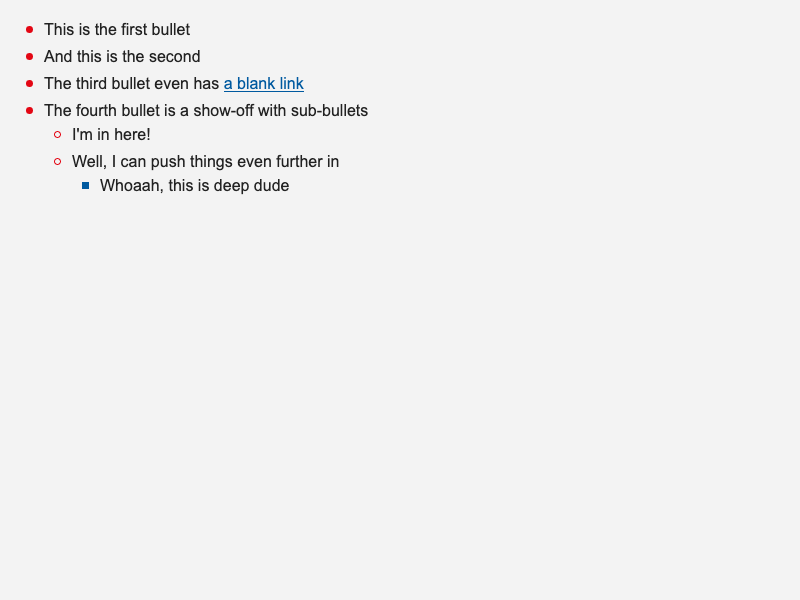 This is the first bullet
And this is the second
The third bullet even has a blank link
The fourth bullet is a show-off with sub-bullets
I'm in here!
Well, I can push things even further in
Whoaah, this is deep dude